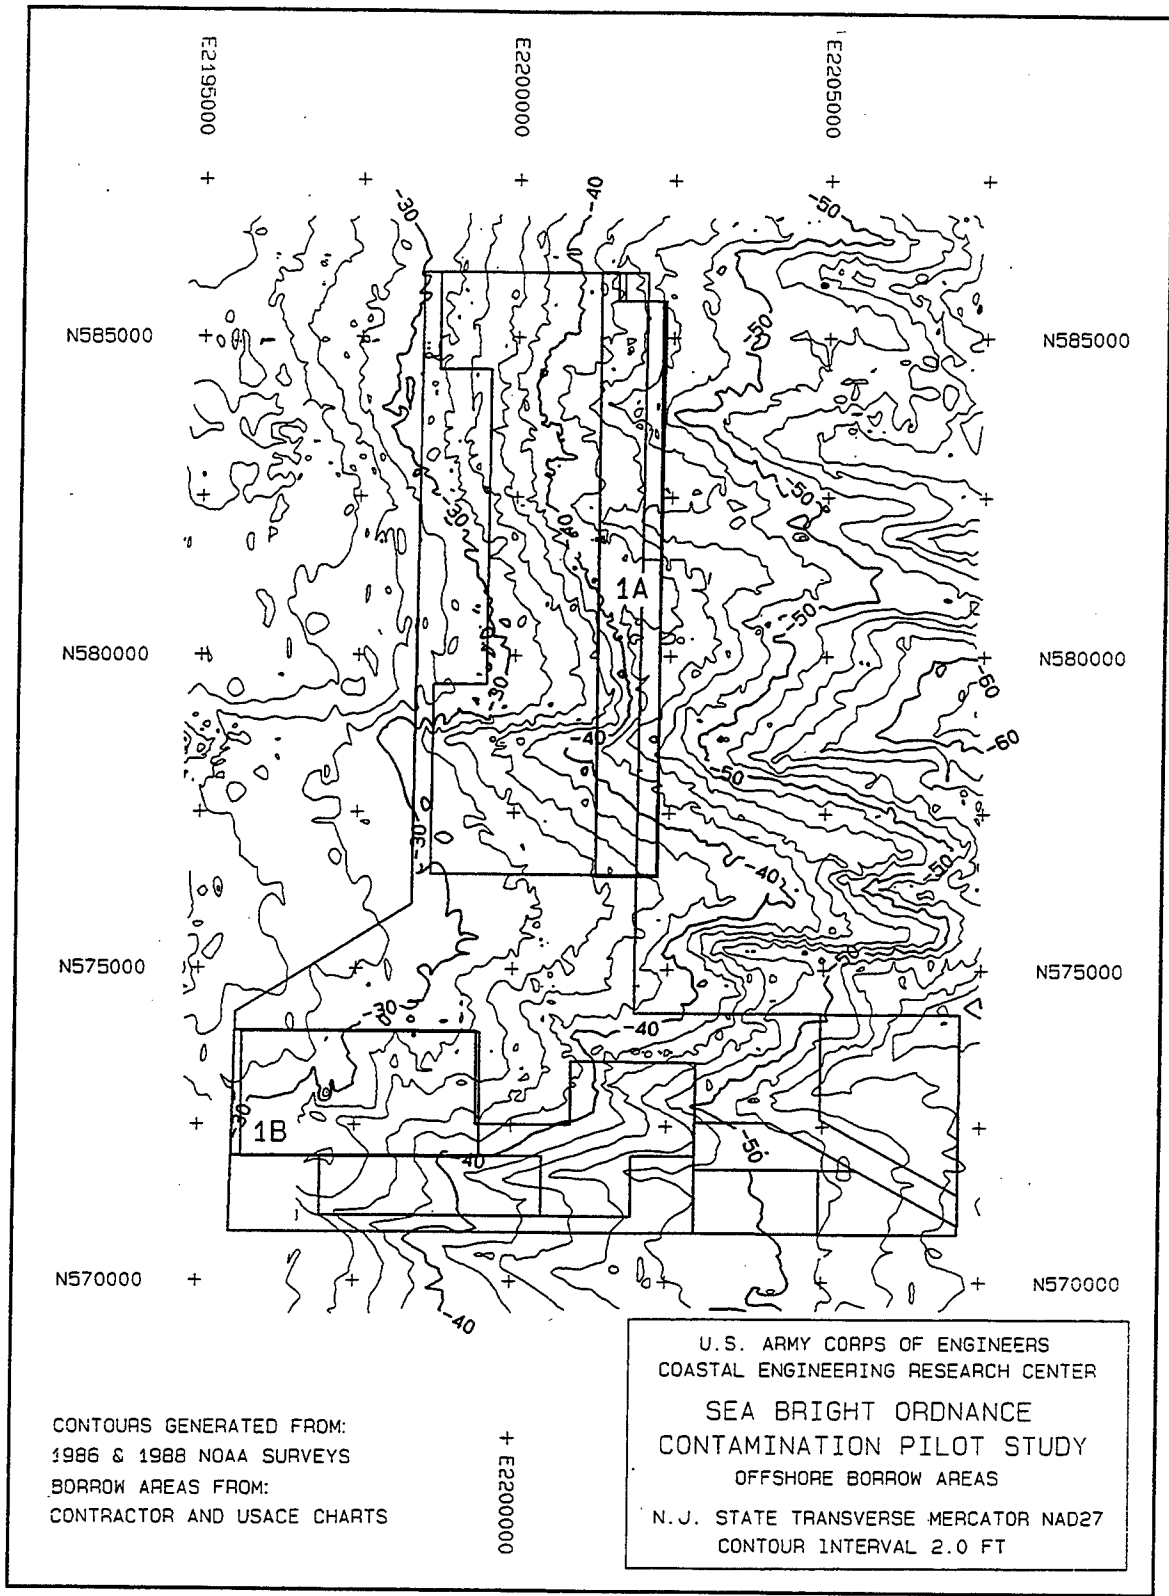 E2195000
E2200000
E2205000
-30
-40
-50
N585000
N585000
-50
-30
-50
-40
1A
-50
N580000
N580000
-30
-60
-40
-60
-50
-30
-40
-50
N575000
N575000
-30
-40
-30
1B
-40
-50
N570000
N570000
-40
U.S. ARMY CORPS OF ENGINEERS
COASTAL ENGINEERING RESEARCH CENTER
SEA BRIGHT ORDNANCE
CONTAMINATION PILOT STUDY
OFFSHORE BORROW AREAS
N.J. STATE TRANSVERSE MERCATOR NAD27
CONTOUR INTERVAL 2.0 FT
CONTOURS GENERATED FROM:
1986 & 1988 NOAA SURVEYS
BORROW AREAS FROM:
CONTRACTOR AND USACE CHARTS
E2200000